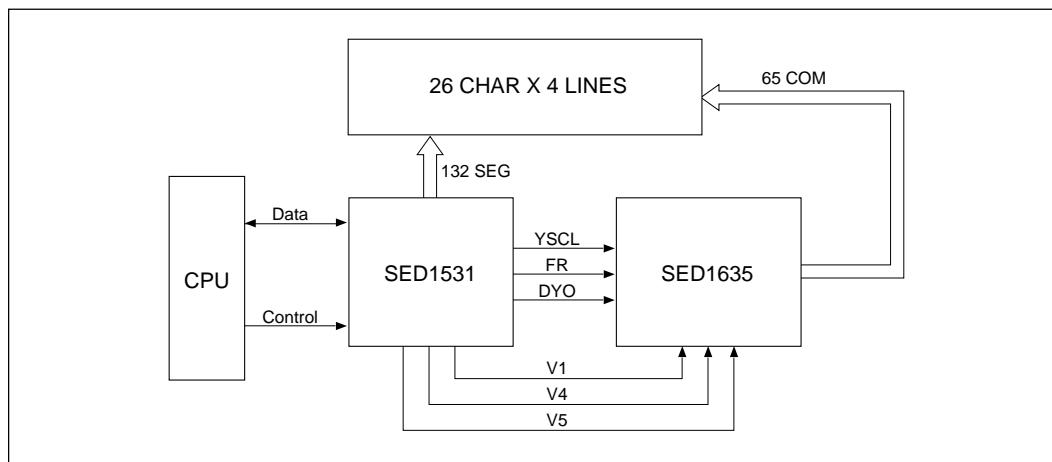 65 COM
26 CHAR X 4 LINES
132 SEG
Data
YSCL
SED1531
FR
SED1635
CPU
DYO
Control
V1
V4
V5